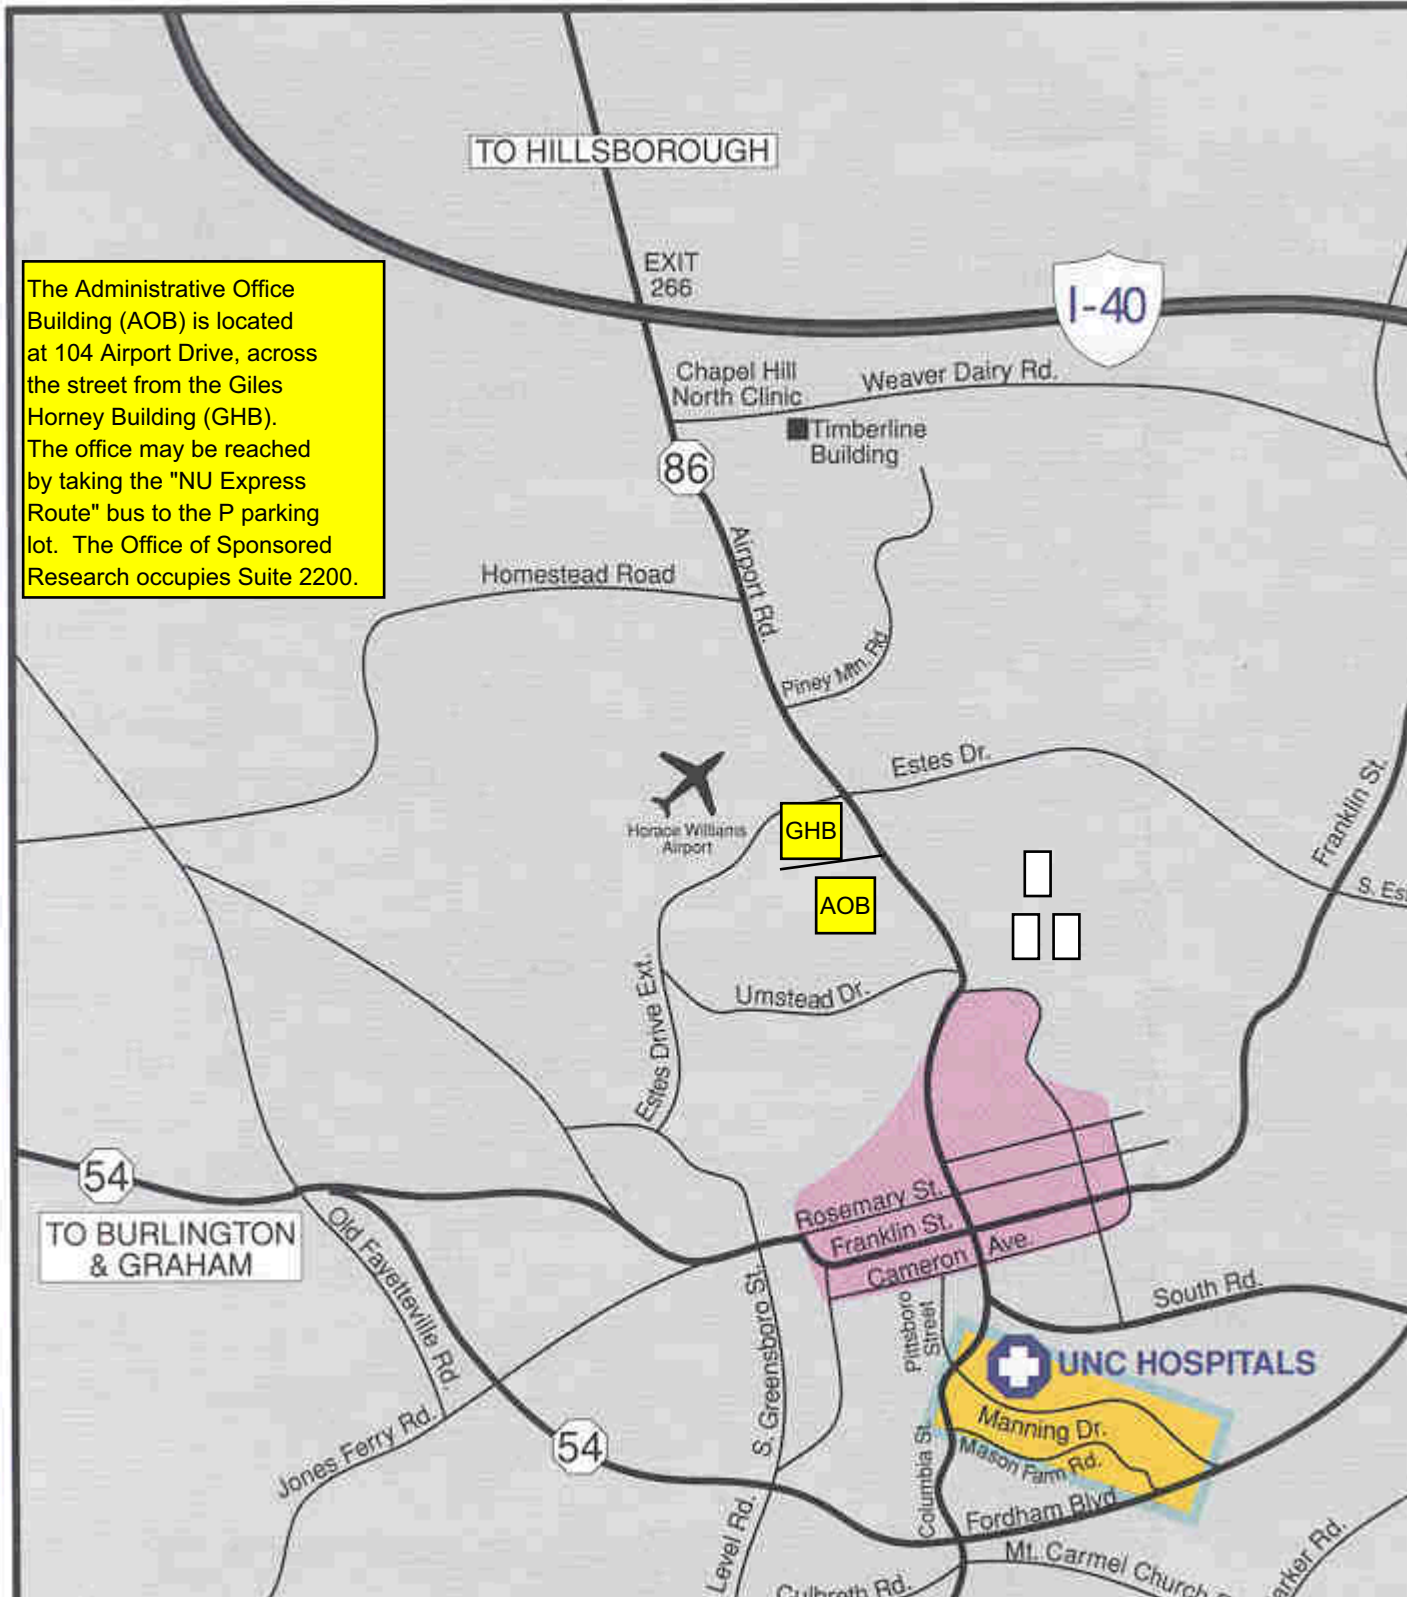 TO HILLSBOROUGH
EXIT
266
I-40
The Administrative Office
Building (AOB) is located
at 104 Airport Drive, across
the street from the Giles
Horney Building (GHB).
The office may be reached
by taking the "NU Express
Route" bus to the P parking
lot.  The Office of Sponsored
Research occupies Suite 2200.
Chapel Hill
North Clinic
Weaver Dairy Rd.
Timberline
Building
86
Airport Rd.
Homestead Road
Piney Mtn. Rd
Estes Dr.
Franklin St.
Horace Williams
Airport
GHB
AOB
S. Es
Estes Drive Ext.
Umstead Dr.
54
TO BURLINGTON
& GRAHAM
Old Fayetteville Rd.
Rosemary St.
Franklin St.
Cameron Ave.
Pittsboro
Street
South Rd.
UNC HOSPITALS
S. Greensboro St.
Jones Ferry Rd.
54
Manning Dr.
Mason Farm Rd.
Columbia St.
Fordham Blvd
Level Rd.
Culbreth Rd.
Mt. Carmel Church
arker Rd.